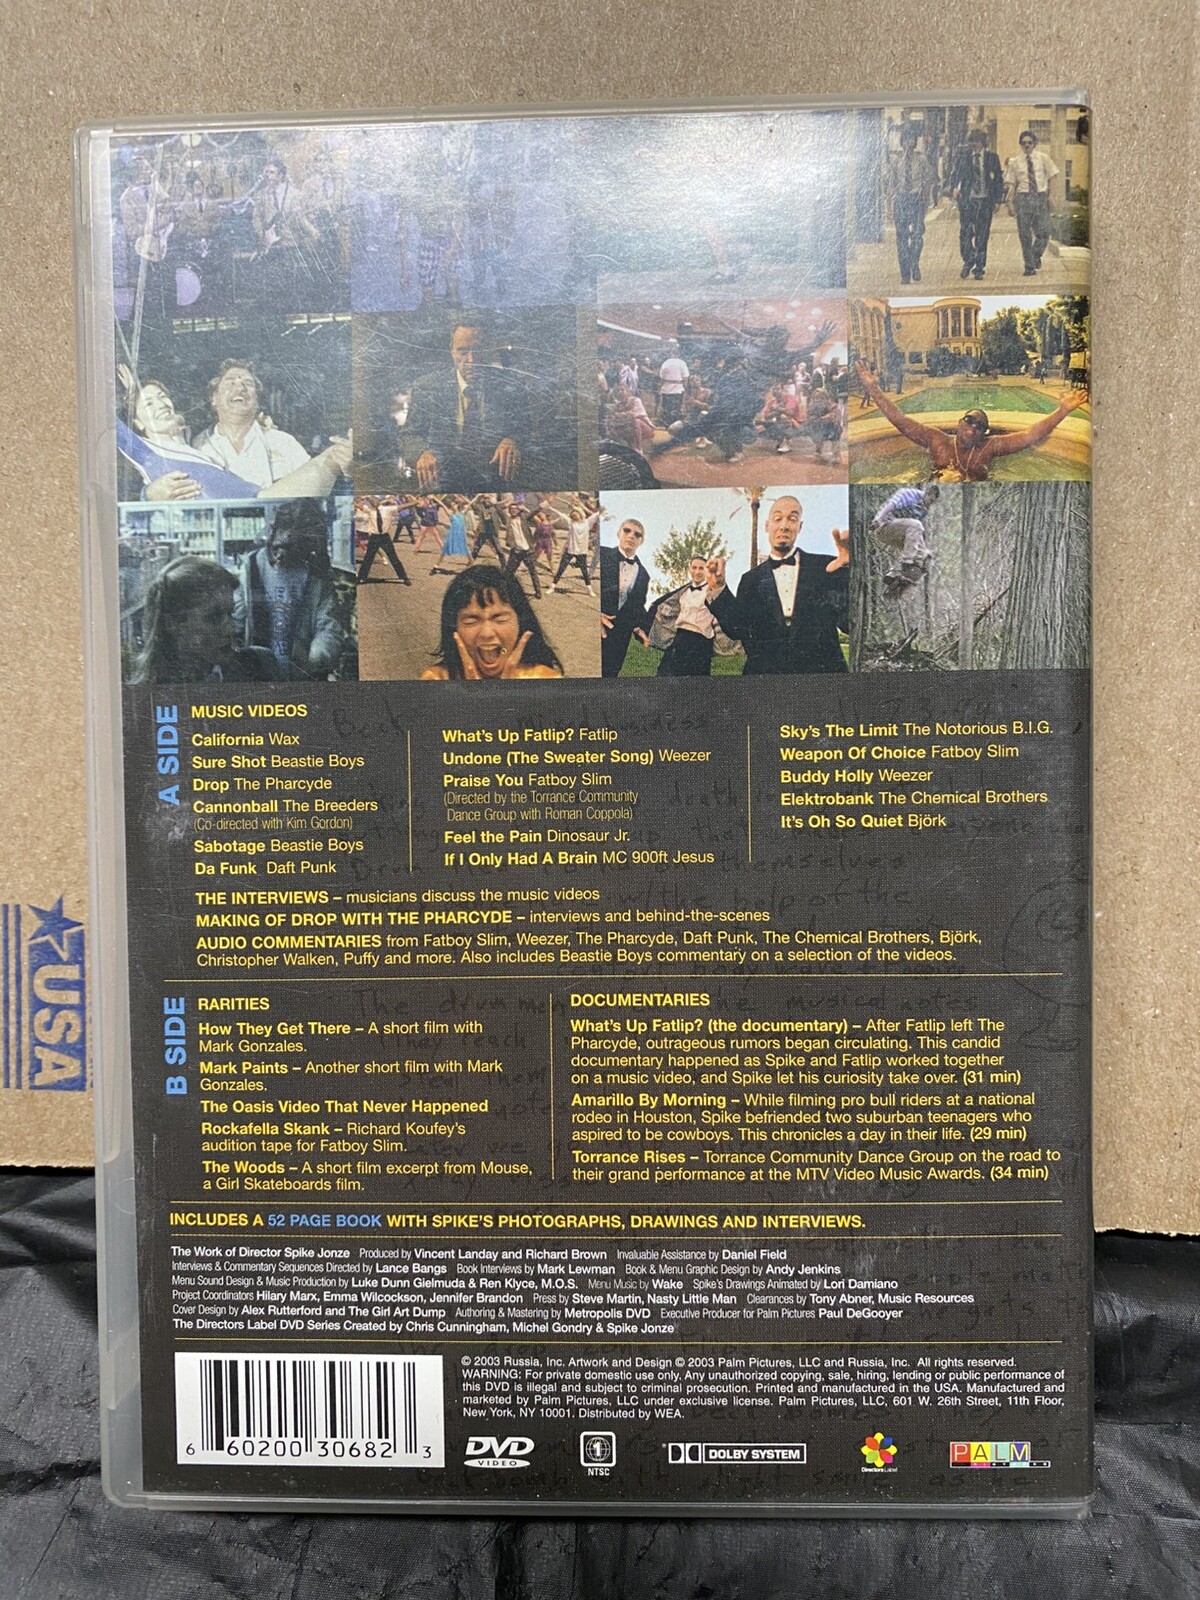 USA
A SIDE
MUSIC VIDEOS
California Wax
Sure Shot Beastie Boys
Drop The Pharcyde
Cannonball The Breeders
(Co-directed with Kim Gordon)
Sabotage Beastie Boys
Da Funk Daft Punk
What's Up Fatlip? Fatlip
Undone (The Sweater Song) Weezer
Praise You Fatboy Slim
(Directed by the Torrance Community
Dance Group with Roman Coppola)
Feel the Pain Dinosaur Jr.
If I Only Had A Brain MC 900ft Jesus
Sky's The Limit The Notorious B.I.G.
Weapon Of Choice Fatboy Slim
Buddy Holly Weezer
Elektrobank The Chemical Brothers
It's Oh So Quiet Björk
THE INTERVIEWS – musicians discuss the music videos
MAKING OF DROP WITH THE PHARCYDE – interviews and behind-the-scenes
AUDIO COMMENTARIES from Fatboy Slim, Weezer, The Pharcyde, Daft Punk, The Chemical Brothers, Björk,
Christopher Walken, Puffy and more. Also includes Beastie Boys commentary on a selection of the videos.
B SIDE
RARITIES
How They Get There – A short film with
Mark Gonzales.
Mark Paints – Another short film with Mark
Gonzales.
The Oasis Video That Never Happened
Rockafella Skank – Richard Koufey's
audition tape for Fatboy Slim.
The Woods – A short film excerpt from Mouse,
a Girl Skateboards film.
DOCUMENTARIES
What's Up Fatlip? (the documentary) – After Fatlip left The
Pharcyde, outrageous rumors began circulating. This candid
documentary happened as Spike and Fatlip worked together
on a music video, and Spike let his curiosity take over. (31 min)
Amarillo By Morning – While filming pro bull riders at a national
rodeo in Houston, Spike befriended two suburban teenagers who
aspired to be cowboys. This chronicles a day in their life. (29 min)
Torrance Rises – Torrance Community Dance Group on the road to
their grand performance at the MTV Video Music Awards. (34 min)
INCLUDES A 52 PAGE BOOK WITH SPIKE'S PHOTOGRAPHS, DRAWINGS AND INTERVIEWS.
The Work of Director Spike Jonze Produced by Vincent Landay and Richard Brown Invaluable Assistance by Daniel Field
Interviews & Commentary Sequences Directed by Lance Bangs Book Interviews by Mark Lewman Book & Menu Graphic Design by Andy Jenkins
Menu Sound Design & Music Production by Luke Dunn Gielmuda & Ren Klyce, M.O.S. Menu Music by Wake Spike's Drawings Animated by Lori Damiano
Project Coordinators Hilary Marx, Emma Wilcockson, Jennifer Brandon Press by Steve Martin, Nasty Little Man Clearances by Tony Abner, Music Resources
Cover Design by Alex Rutterford and The Girl Art Dump Authoring & Mastering by Metropolis DVD Executive Producer for Palm Pictures Paul DeGooyer
The Directors Label DVD Series Created by Chris Cunningham, Michel Gondry & Spike Jonze
© 2003 Russia, Inc. Artwork and Design © 2003 Palm Pictures, LLC and Russia, Inc. All rights reserved.
WARNING: For private domestic use only. Any unauthorized copying, sale, hiring, lending or public performance of
this DVD is illegal and subject to criminal prosecution. Printed and manufactured in the USA. Manufactured and
marketed by Palm Pictures, LLC under exclusive license. Palm Pictures, LLC, 601 W. 26th Street, 11th Floor,
New York, NY 10001. Distributed by WEA.
6 60200 30682 3
DVD
VIDEO
1
NTSC
DOLBY SYSTEM
DirectorsLabel
PALM
PICTURES